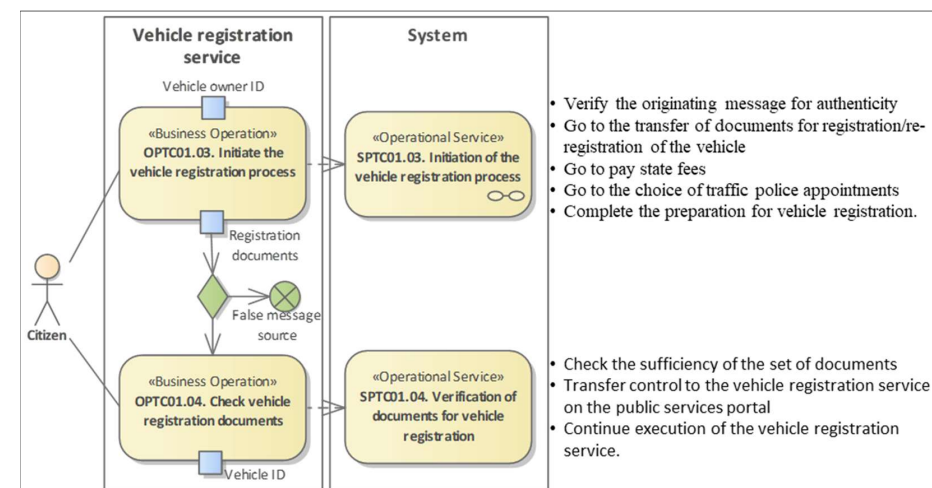 Vehicle registration
service
System
Vehicle owner ID
«Business Operation»
OPTC01.03. Initiate the
vehicle registration process
«Operational Service»
SPTC01.03. Initiation of the
vehicle registration process
• Verify the originating message for authenticity
• Go to the transfer of documents for registration/re-
registration of the vehicle
• Go to pay state fees
• Go to the choice of traffic police appointments
• Complete the preparation for vehicle registration.
Registration
documents
False message
source
Citizen
«Business Operation»
OPTC01.04. Check vehicle
registration documents
«Operational Service»
SPTC01.04. Verification of
documents for vehicle
registration
• Check the sufficiency of the set of documents
• Transfer control to the vehicle registration service
on the public services portal
• Continue execution of the vehicle registration
service.
Vehicle ID